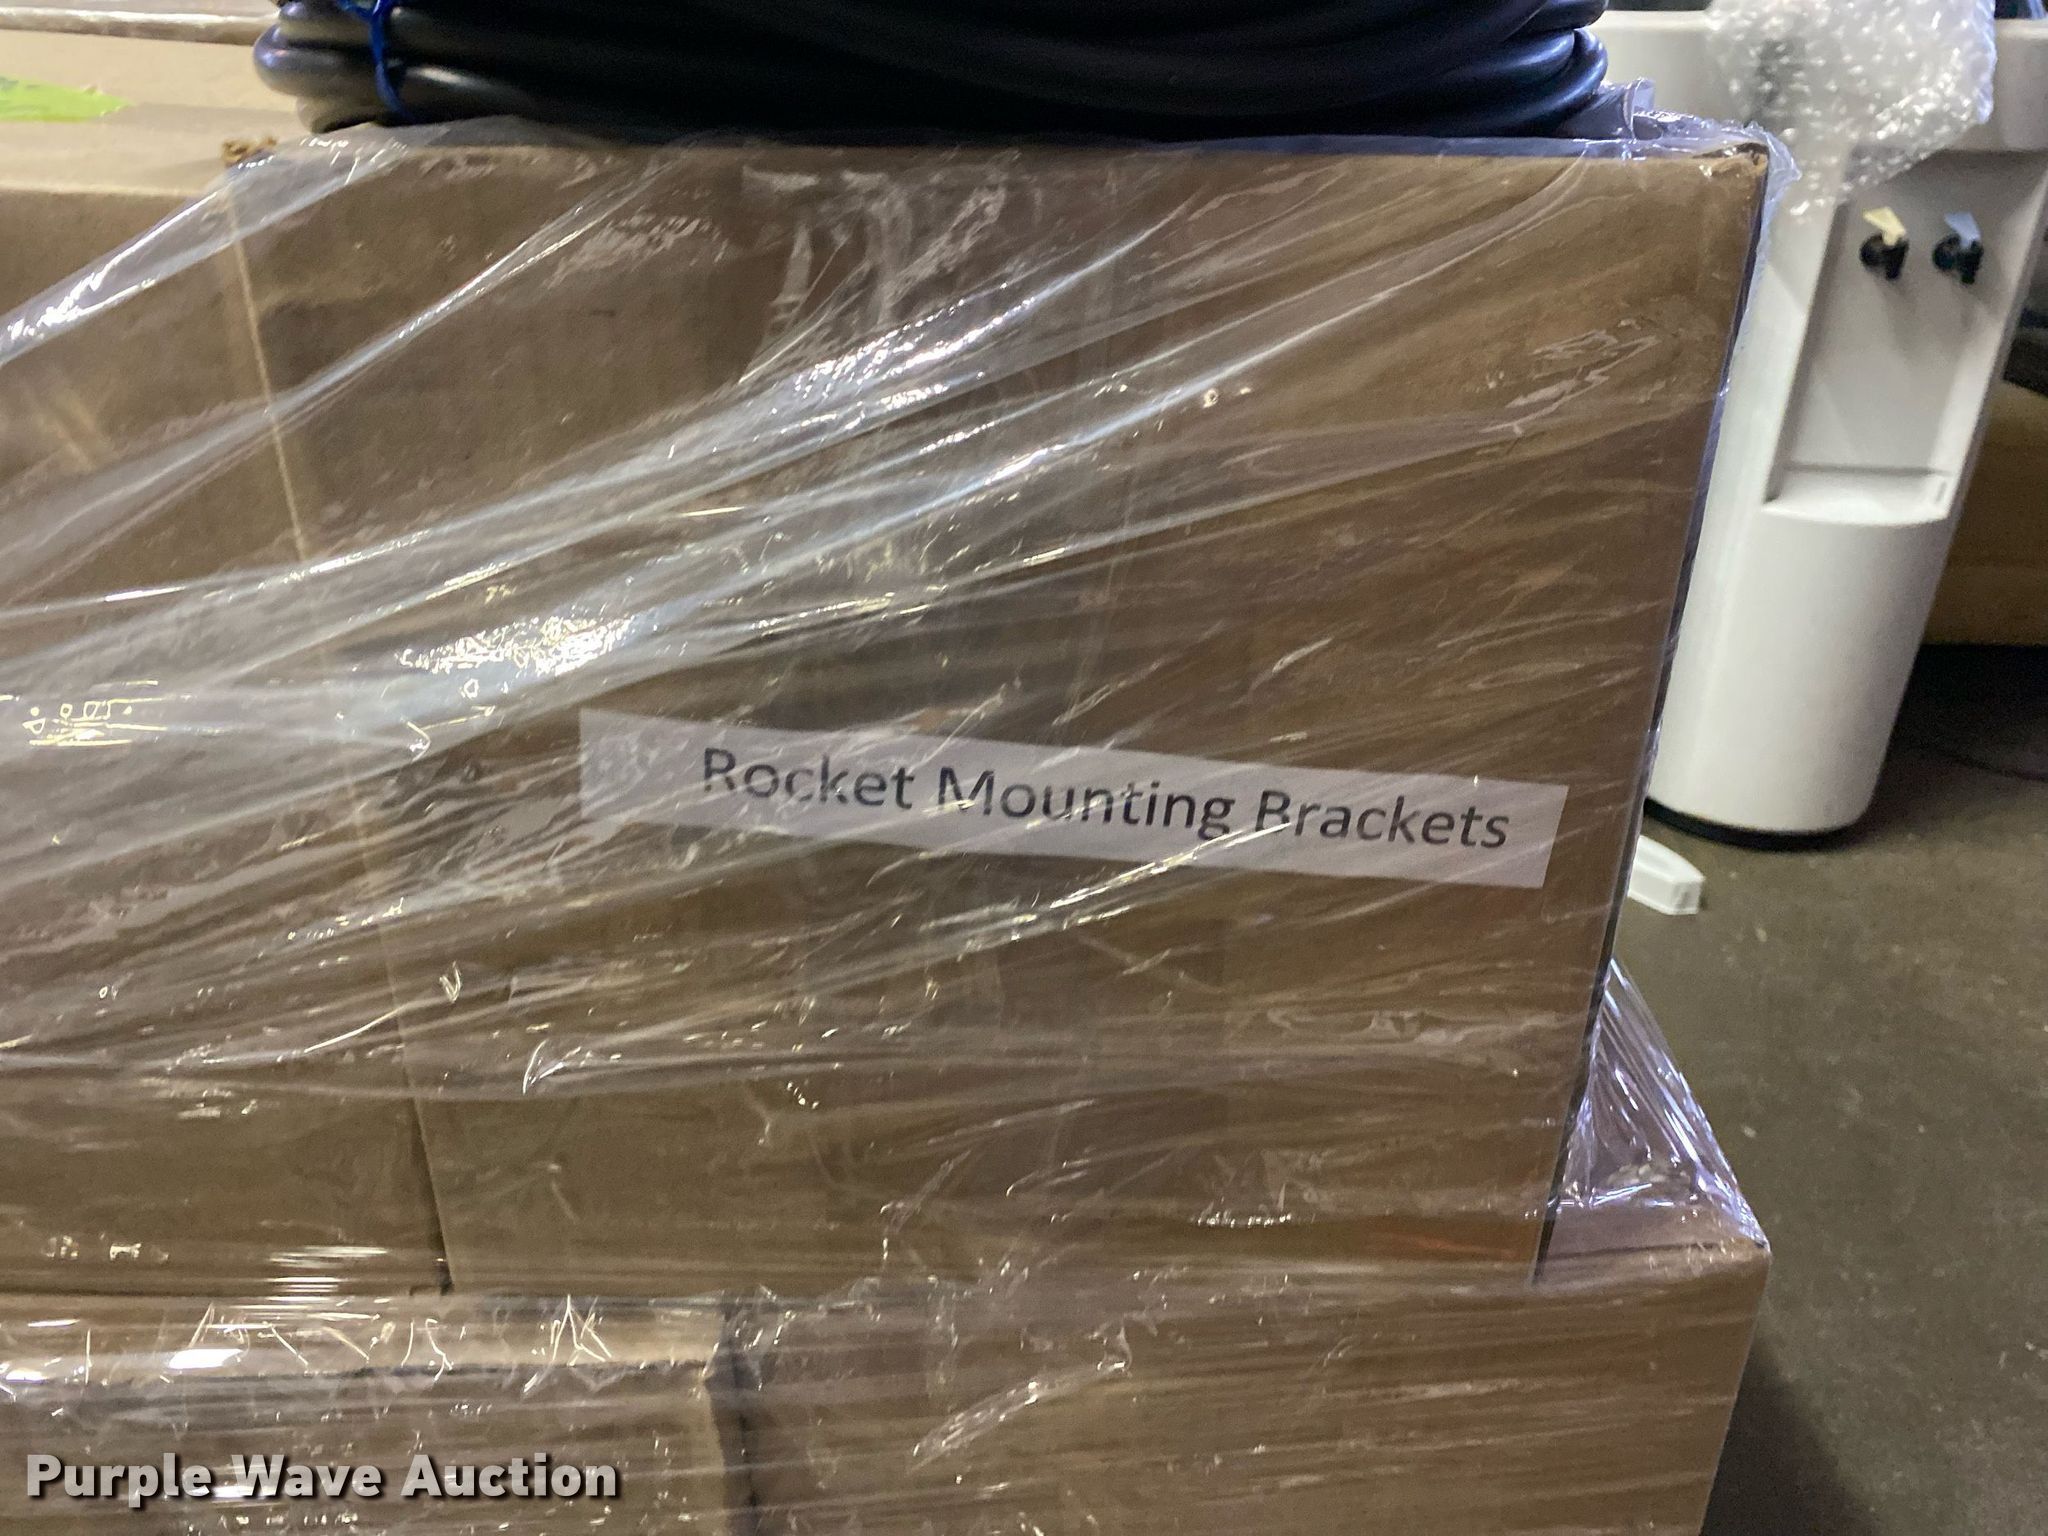 Rocket Mounting Brackets
Purple Wave Auction